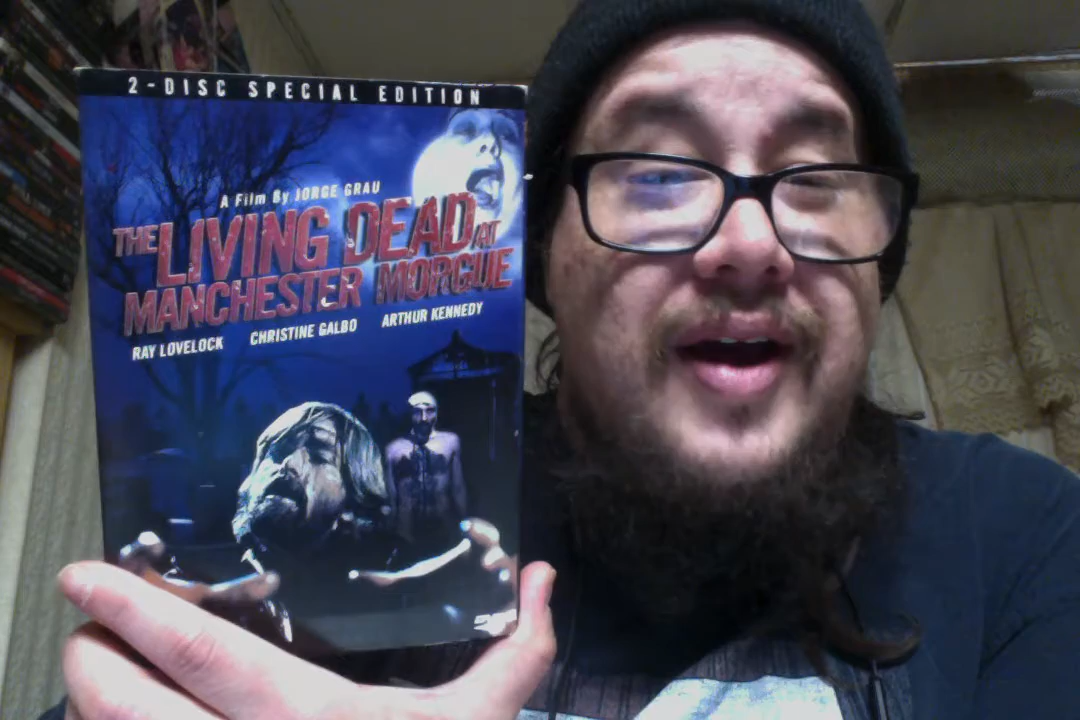 2-DISC SPECIAL EDITION
A Film By JORGE GRAU
THE LIVING DEAD AT
MANCHESTER MORGUE
RAY LOVELOCK CHRISTINE GALBO ARTHUR KENNEDY